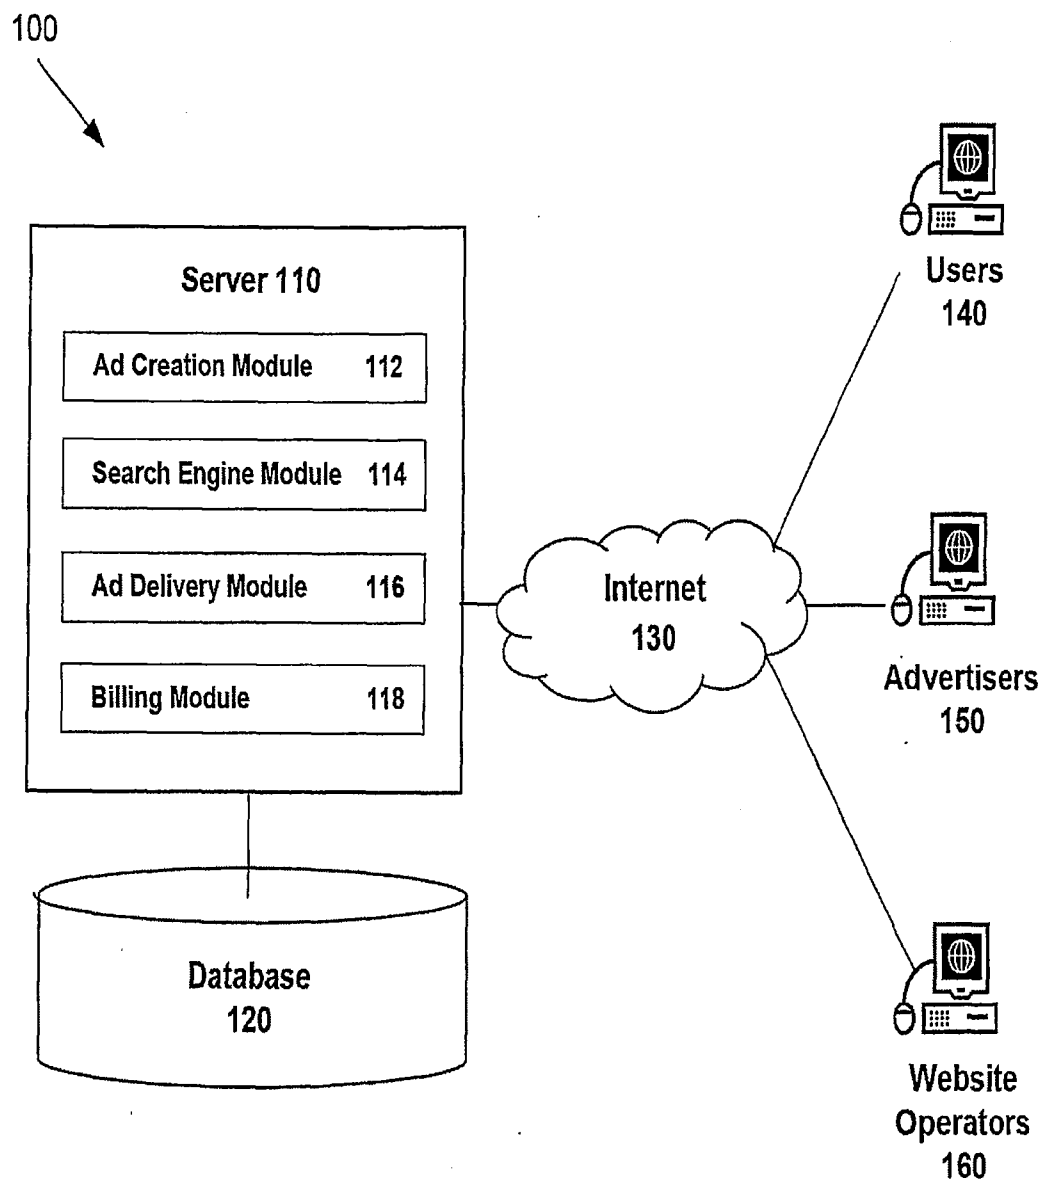 100
Server 110
Ad Creation Module 112
Search Engine Module 114
Ad Delivery Module 116
Billing Module 118
Database
120
Internet
130
Users
140
Advertisers
150
Website
Operators
160